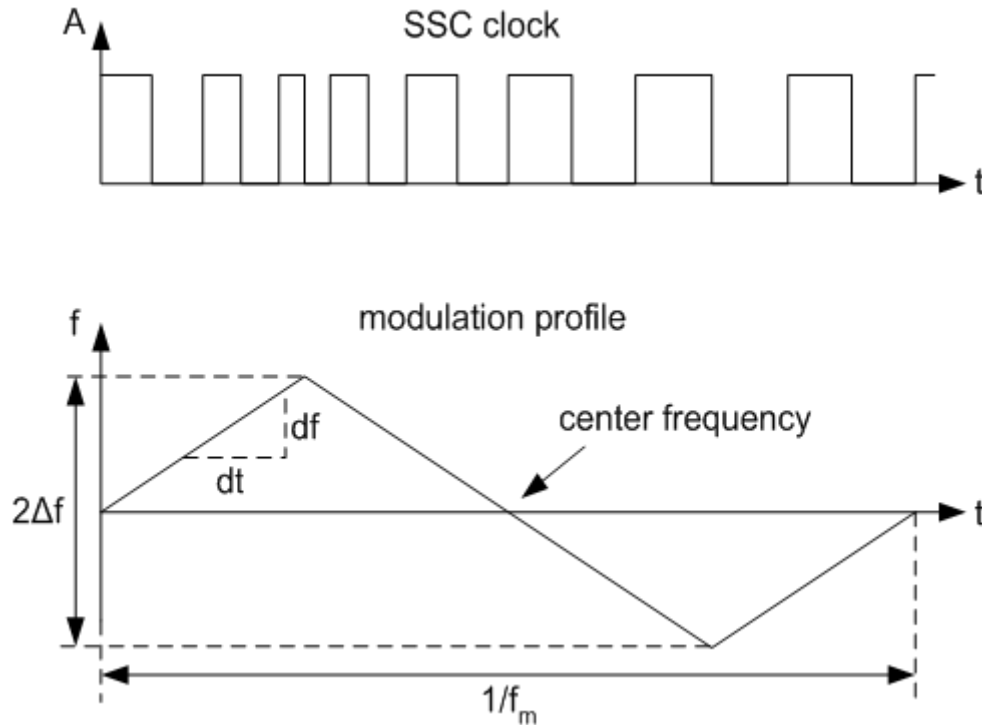 A
SSC clock
t
f
modulation profile
center frequency
df
dt
2Δf
t
1/fm